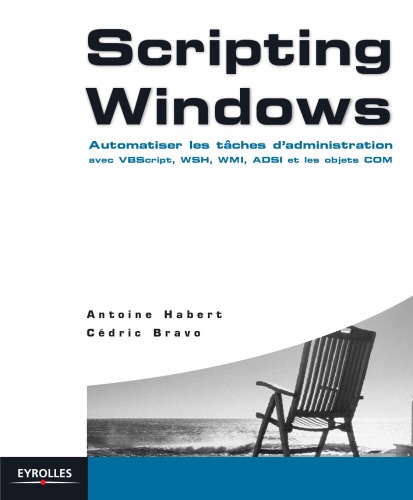 Scripting
Windows
Automatiser les tâches d'administration
avec VBScript, WSH, WMI, ADSI et les objets COM
Antoine Habert
Cédric Bravo
EYROLLES